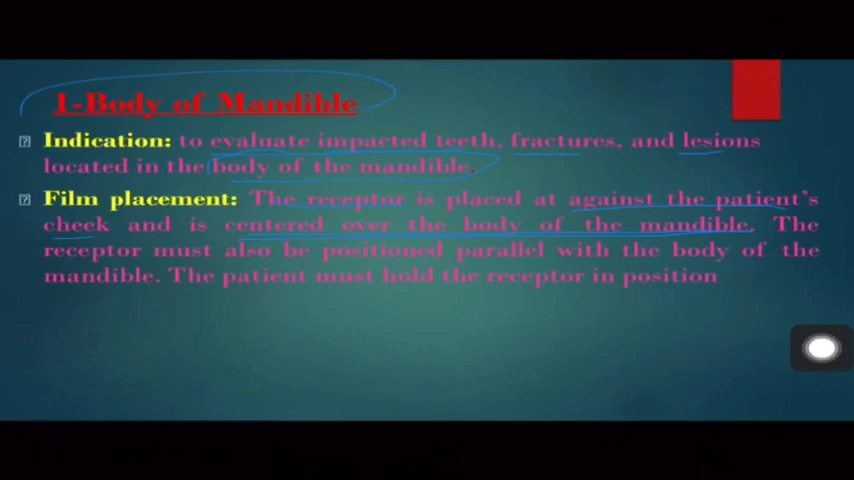 1-Body of Mandible
Indication: to evaluate impacted teeth, fractures, and lesions
located in the body of the mandible.
Film placement: The receptor is placed at against the patient's
cheek and is centered over the body of the mandible. The
receptor must also be positioned parallel with the body of the
mandible. The patient must hold the receptor in position